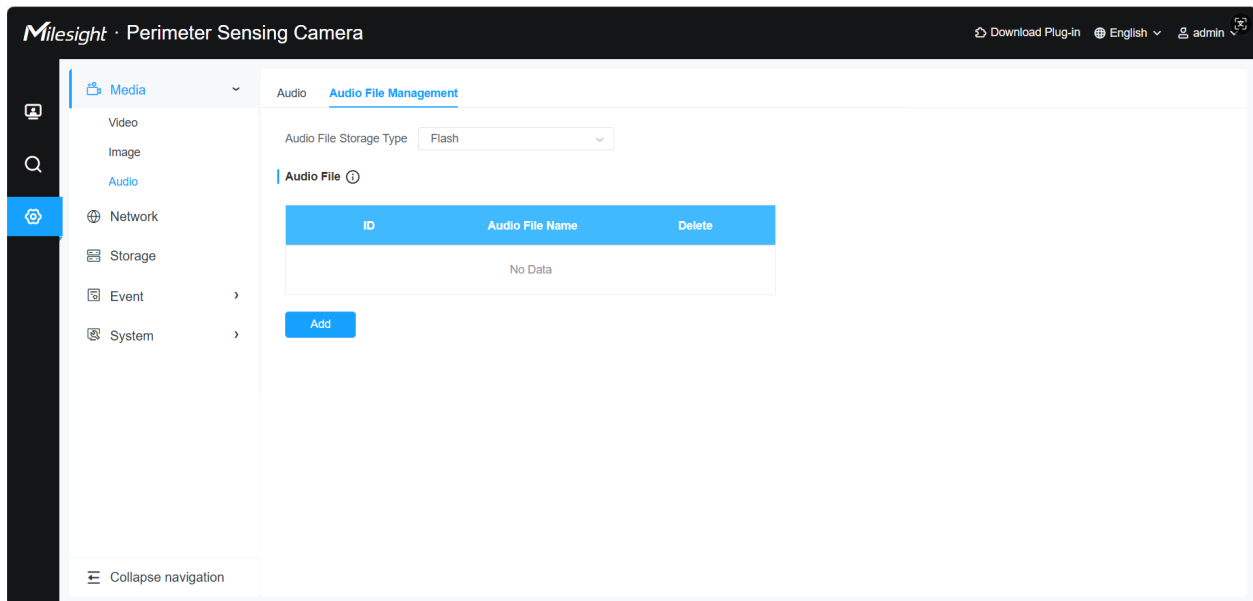 Milesight · Perimeter Sensing Camera
Download Plug-in English admin
Media
Video
Image
Audio
Network
Storage
Event
System
Collapse navigation
Audio Audio File Management
Audio File Storage Type Flash
Audio File
ID Audio File Name Delete
No Data
Add